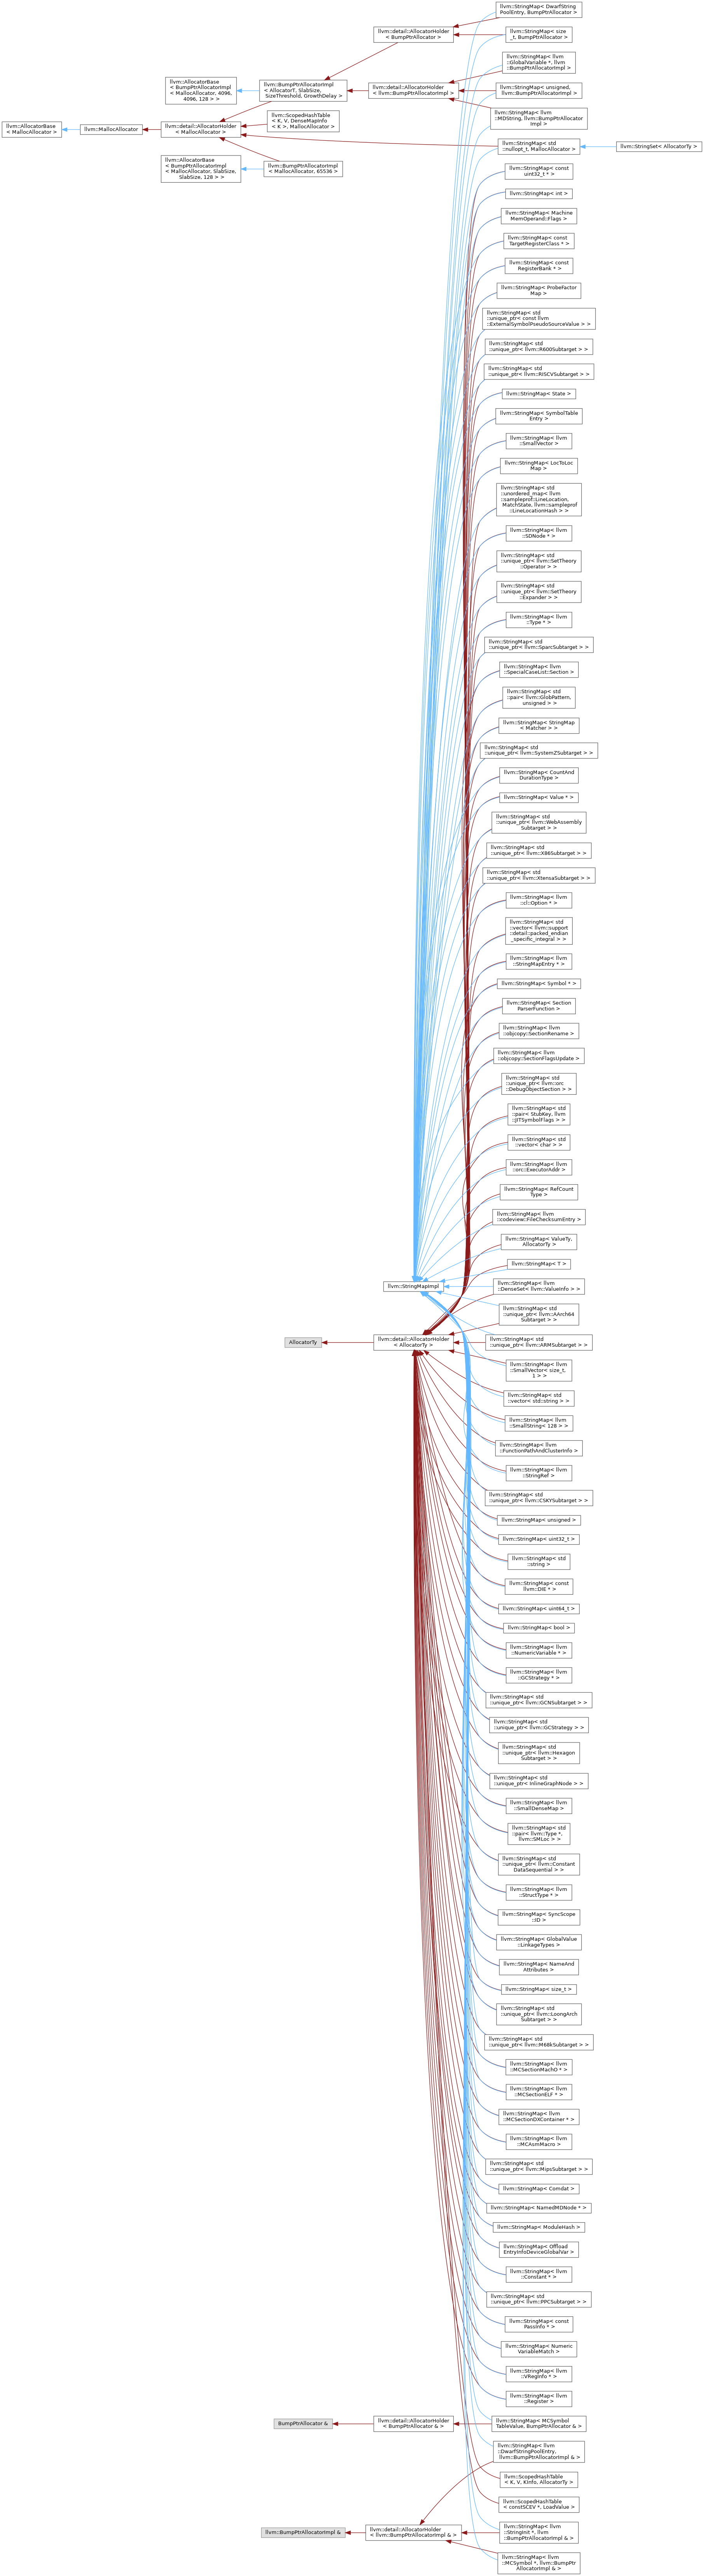 llvm::StringMap< DwarfString
PoolEntry, BumpPtrAllocator >
llvm::detail::AllocatorHolder
< BumpPtrAllocator >
llvm::StringMap< size
_t, BumpPtrAllocator >
llvm::StringMap< llvm
::GlobalVariable *, llvm
::BumpPtrAllocatorImpl >
llvm::AllocatorBase
< BumpPtrAllocatorImpl
< MallocAllocator, 4096,
4096, 128 > >
llvm::BumpPtrAllocatorImpl
< AllocatorT, SlabSize,
SizeThreshold, GrowthDelay >
llvm::detail::AllocatorHolder
< llvm::BumpPtrAllocatorImpl >
llvm::StringMap< unsigned,
llvm::BumpPtrAllocatorImpl >
llvm::StringMap< llvm
::MDString, llvm::BumpPtrAllocator
Impl >
llvm::ScopedHashTable
< K, V, DenseMapInfo
< K >, MallocAllocator >
llvm::AllocatorBase
< MallocAllocator >
llvm::MallocAllocator
llvm::detail::AllocatorHolder
< MallocAllocator >
llvm::StringMap< std
::nullopt_t, MallocAllocator >
llvm::StringSet< AllocatorTy >
llvm::AllocatorBase
< BumpPtrAllocatorImpl
< MallocAllocator, SlabSize,
SlabSize, 128 > >
llvm::BumpPtrAllocatorImpl
< MallocAllocator, 65536 >
llvm::StringMap< const
uint32_t * >
llvm::StringMap< int >
llvm::StringMap< Machine
MemOperand::Flags >
llvm::StringMap< const
TargetRegisterClass * >
llvm::StringMap< const
RegisterBank * >
llvm::StringMap< ProbeFactor
Map >
llvm::StringMap< std
::unique_ptr< const llvm
::ExternalSymbolPseudoSourceValue > >
llvm::StringMap< std
::unique_ptr< llvm::R600Subtarget > >
llvm::StringMap< std
::unique_ptr< llvm::RISCVSubtarget > >
llvm::StringMap< State >
llvm::StringMap< SymbolTable
Entry >
llvm::StringMap< llvm
::SmallVector >
llvm::StringMap< LocToLoc
Map >
llvm::StringMap< std
::unordered_map< llvm
::sampleprof::LineLocation,
MatchState, llvm::sampleprof
::LineLocationHash > >
llvm::StringMap< llvm
::SDNode * >
llvm::StringMap< std
::unique_ptr< llvm::SetTheory
::Operator > >
llvm::StringMap< std
::unique_ptr< llvm::SetTheory
::Expander > >
llvm::StringMap< llvm
::Type * >
llvm::StringMap< std
::unique_ptr< llvm::SparcSubtarget > >
llvm::StringMap< llvm
::SpecialCaseList::Section >
llvm::StringMap< std
::pair< llvm::GlobPattern,
unsigned > >
llvm::StringMap< StringMap
< Matcher > >
llvm::StringMap< std
::unique_ptr< llvm::SystemZSubtarget > >
llvm::StringMap< CountAnd
DurationType >
llvm::StringMap< Value * >
llvm::StringMap< std
::unique_ptr< llvm::WebAssembly
Subtarget > >
llvm::StringMap< std
::unique_ptr< llvm::X86Subtarget > >
llvm::StringMap< std
::unique_ptr< llvm::XtensaSubtarget > >
llvm::StringMap< llvm
::cl::Option * >
llvm::StringMap< std
::vector< llvm::support
::detail::packed_endian
_specific_integral > >
llvm::StringMap< llvm
::StringMapEntry * >
llvm::StringMap< Symbol * >
llvm::StringMap< Section
ParserFunction >
llvm::StringMap< llvm
::objcopy::SectionRename >
llvm::StringMap< llvm
::objcopy::SectionFlagsUpdate >
llvm::StringMap< std
::unique_ptr< llvm::orc
::DebugObjectSection > >
llvm::StringMap< std
::pair< StubKey, llvm
::JITSymbolFlags > >
llvm::StringMap< std
::vector< char > >
llvm::StringMap< llvm
::orc::ExecutorAddr >
llvm::StringMap< RefCount
Type >
llvm::StringMap< llvm
::codeview::FileChecksumEntry >
llvm::StringMap< ValueTy,
AllocatorTy >
llvm::StringMap< T >
llvm::StringMapImpl
llvm::StringMap< llvm
::DenseSet< llvm::ValueInfo > >
llvm::StringMap< std
::unique_ptr< llvm::AArch64
Subtarget > >
AllocatorTy
llvm::detail::AllocatorHolder
< AllocatorTy >
llvm::StringMap< std
::unique_ptr< llvm::ARMSubtarget > >
llvm::StringMap< llvm
::SmallVector< size_t,
1 > >
llvm::StringMap< std
::vector< std::string > >
llvm::StringMap< llvm
::SmallString< 128 > >
llvm::StringMap< llvm
::FunctionPathAndClusterInfo >
llvm::StringMap< llvm
::StringRef >
llvm::StringMap< std
::unique_ptr< llvm::CSKYSubtarget > >
llvm::StringMap< unsigned >
llvm::StringMap< uint32_t >
llvm::StringMap< std
::string >
llvm::StringMap< const
llvm::DIE * >
llvm::StringMap< uint64_t >
llvm::StringMap< bool >
llvm::StringMap< llvm
::NumericVariable * >
llvm::StringMap< llvm
::GCStrategy * >
llvm::StringMap< std
::unique_ptr< llvm::GCNSubtarget > >
llvm::StringMap< std
::unique_ptr< llvm::GCStrategy > >
llvm::StringMap< std
::unique_ptr< llvm::Hexagon
Subtarget > >
llvm::StringMap< std
::unique_ptr< InlineGraphNode > >
llvm::StringMap< llvm
::SmallDenseMap >
llvm::StringMap< std
::pair< llvm::Type *,
llvm::SMLoc > >
llvm::StringMap< std
::unique_ptr< llvm::Constant
DataSequential > >
llvm::StringMap< llvm
::StructType * >
llvm::StringMap< SyncScope
::ID >
llvm::StringMap< GlobalValue
::LinkageTypes >
llvm::StringMap< NameAnd
Attributes >
llvm::StringMap< size_t >
llvm::StringMap< std
::unique_ptr< llvm::LoongArch
Subtarget > >
llvm::StringMap< std
::unique_ptr< llvm::M68kSubtarget > >
llvm::StringMap< llvm
::MCSectionMachO * >
llvm::StringMap< llvm
::MCSectionELF * >
llvm::StringMap< llvm
::MCSectionDXContainer * >
llvm::StringMap< llvm
::MCAsmMacro >
llvm::StringMap< std
::unique_ptr< llvm::MipsSubtarget > >
llvm::StringMap< Comdat >
llvm::StringMap< NamedMDNode * >
llvm::StringMap< ModuleHash >
llvm::StringMap< Offload
EntryInfoDeviceGlobalVar >
llvm::StringMap< llvm
::Constant * >
llvm::StringMap< std
::unique_ptr< llvm::PPCSubtarget > >
llvm::StringMap< const
PassInfo * >
llvm::StringMap< Numeric
VariableMatch >
llvm::StringMap< llvm
::VRegInfo * >
llvm::StringMap< llvm
::Register >
BumpPtrAllocator &
llvm::detail::AllocatorHolder
< BumpPtrAllocator & >
llvm::StringMap< MCSymbol
TableValue, BumpPtrAllocator & >
llvm::StringMap< llvm
::DwarfStringPoolEntry,
llvm::BumpPtrAllocatorImpl & >
llvm::ScopedHashTable
< K, V, KInfo, AllocatorTy >
llvm::ScopedHashTable
< constSCEV *, LoadValue >
llvm::BumpPtrAllocatorImpl &
llvm::detail::AllocatorHolder
< llvm::BumpPtrAllocatorImpl & >
llvm::StringMap< llvm
::StringInit *, llvm
::BumpPtrAllocatorImpl & >
llvm::StringMap< llvm
::MCSymbol *, llvm::BumpPtr
AllocatorImpl & >